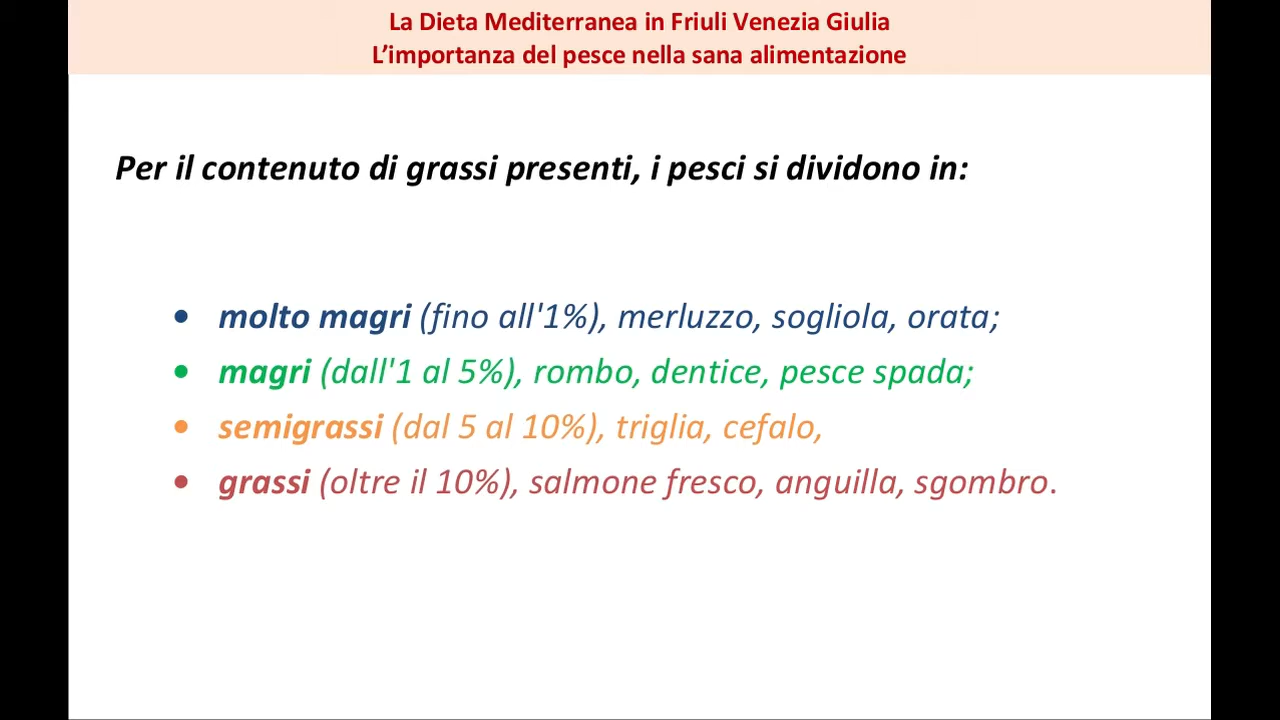 La Dieta Mediterranea in Friuli Venezia Giulia
L’importanza del pesce nella sana alimentazione
Per il contenuto di grassi presenti, i pesci si dividono in:
• molto magri (fino all'1%), merluzzo, sogliola, orata;
• magri (dall'1 al 5%), rombo, dentice, pesce spada;
• semigrassi (dal 5 al 10%), triglia, cefalo,
• grassi (oltre il 10%), salmone fresco, anguilla, sgombro.